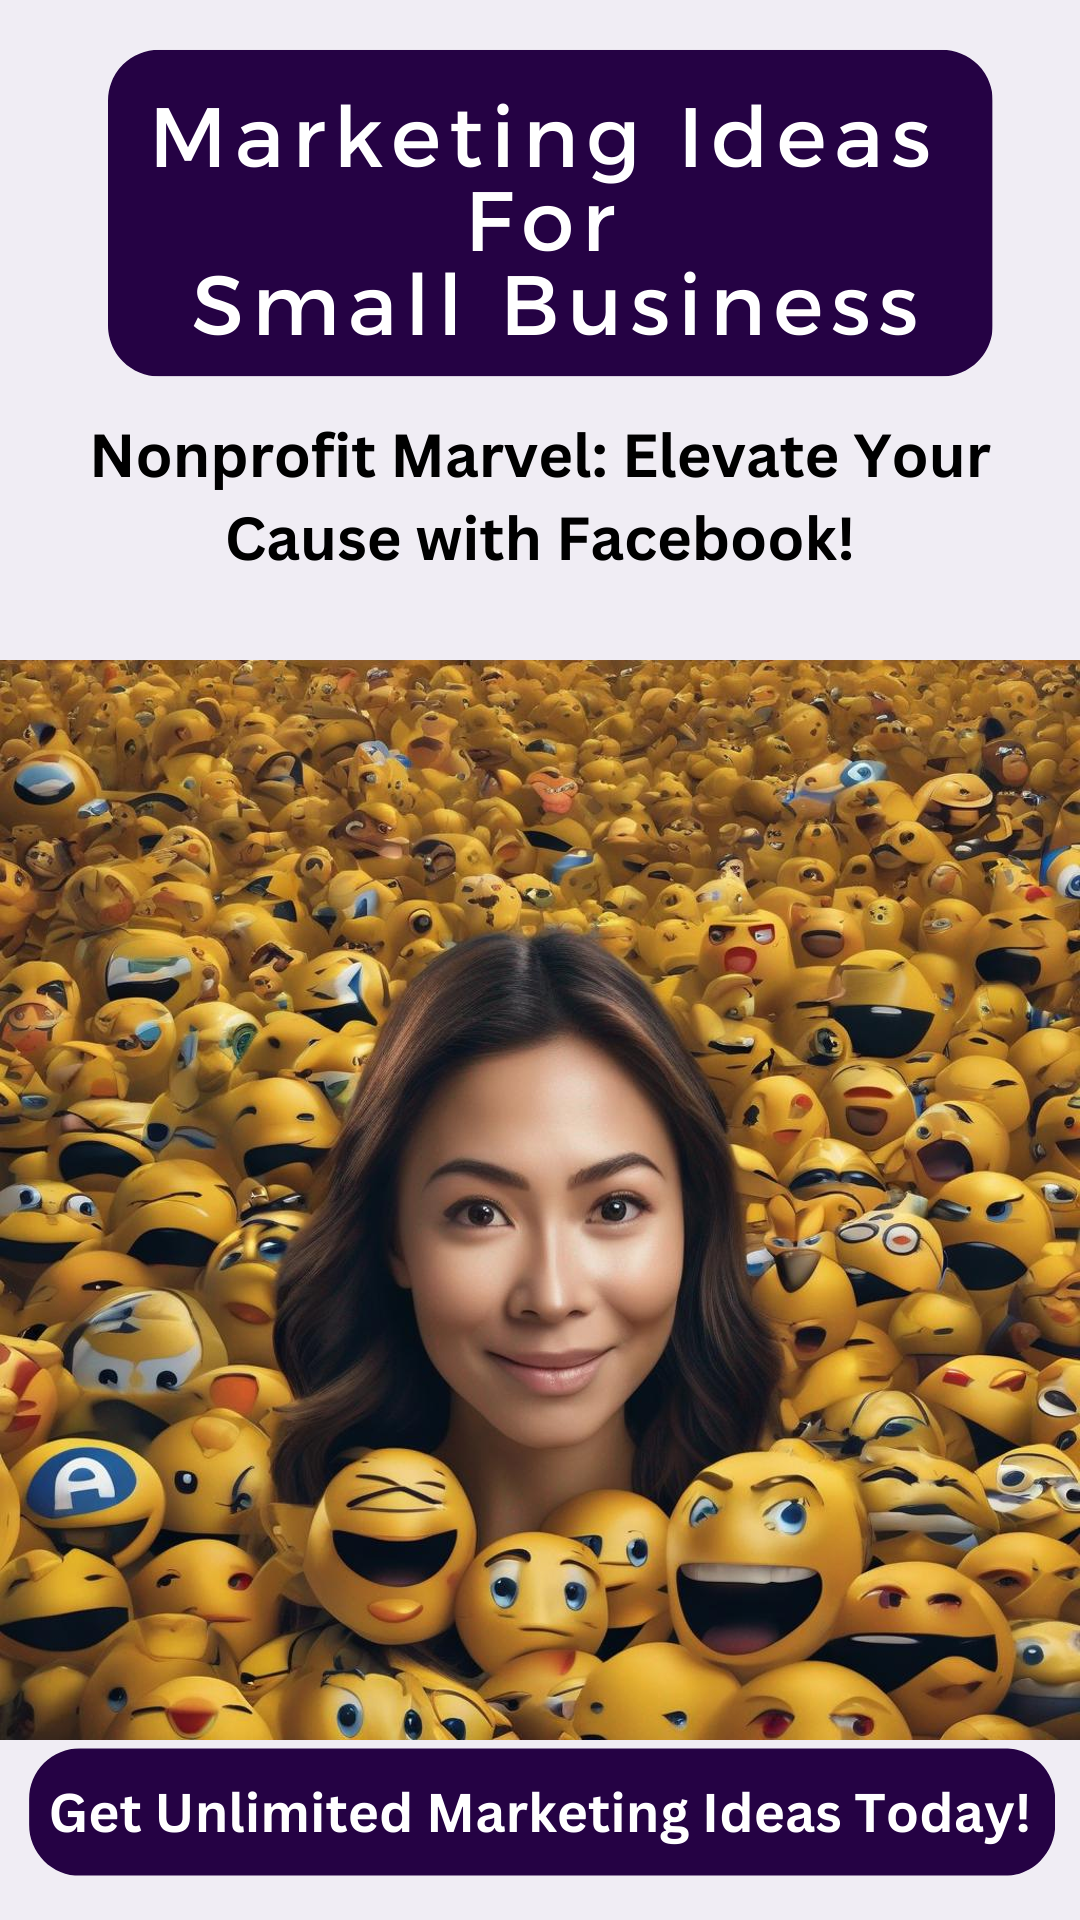 Marketing Ideas
For
Small Business
Nonprofit Marvel: Elevate Your
Cause with Facebook!
A
Get Unlimited Marketing Ideas Today!